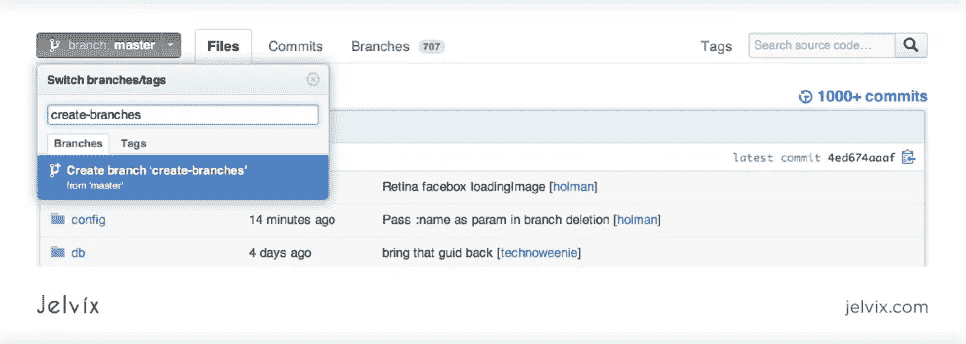 branch: master
Files
Commits
Branches 707
Tags
Search source code...
Switch branches/tags
create-branches
Branches
Tags
Create branch 'create-branches'
from 'master'
1000+ commits
latest commit 4ed674aaaf
Retina facebox loadingImage [holman]
config 14 minutes ago Pass :name as param in branch deletion [holman]
db 4 days ago bring that guid back [technoweenie]
Jelvix
jelvix.com